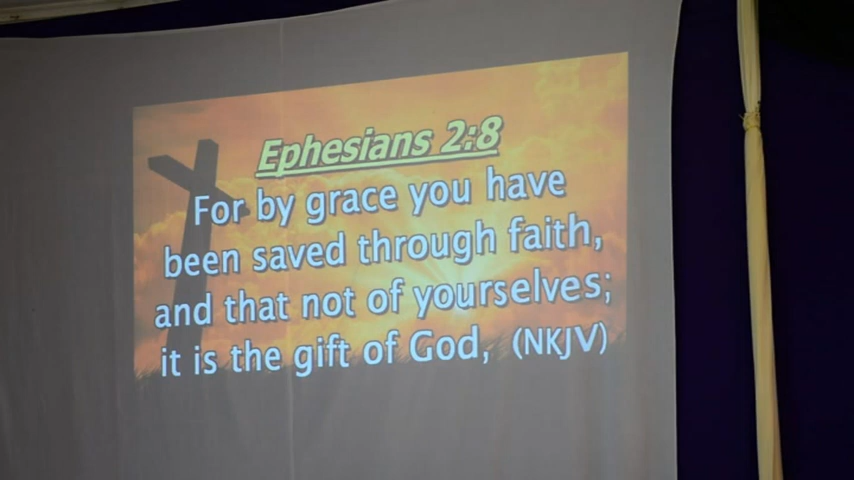 Ephesians 2:8
For by grace you have
been saved through faith,
and that not of yourselves;
it is the gift of God, (NKJV)